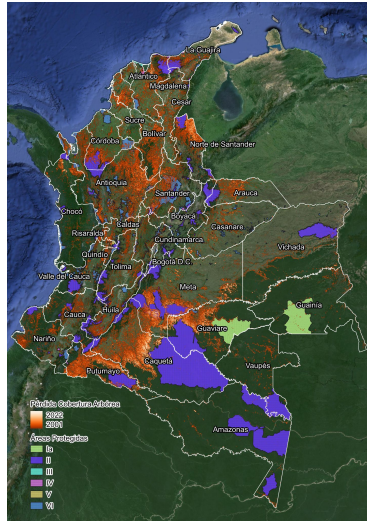 La Guajira
Atlántico
Magdalena
Cesar
Sucre
Bolívar
Córdoba
Norte de Santander
Antioquia
Santander
Arauca
Chocó
Boyacá
Caldas
Casanare
Risaralda
Cundinamarca
Vichada
Quindío
Bogotá D.C.
Tolima
Valle del Cauca
Meta
Guainía
Huila
Cauca
Guaviare
Nariño
Caquetá
Vaupés
Putumayo
Amazonas
Pérdida Cobertura Arbórea
2022
2001
Areas Protegidas
Ia
II
III
IV
V
VI